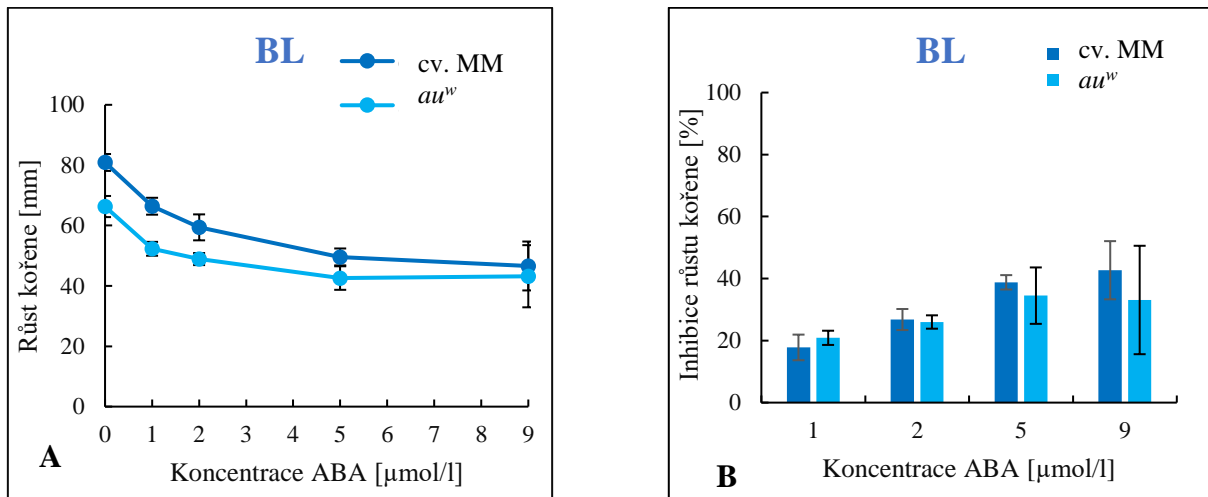 BL
cv. MM
auʷ
100
80
60
40
20
0
Růst kořene [mm]
0 1 2 3 4 5 6 7 8 9
Koncentrace ABA [µmol/l]
A
BL
cv. MM
auʷ
100
80
60
40
20
0
Inhibice růstu kořene [%]
1 2 5 9
Koncentrace ABA [µmol/l]
B